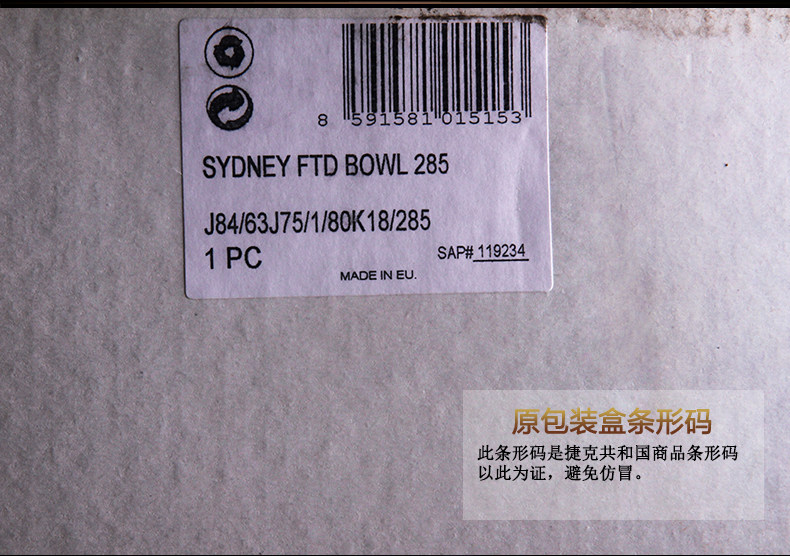 8 591581 015153
SYDNEY FTD BOWL 285
J84/63J75/1/80K18/285
1 PC
SAP# 119234
MADE IN EU.
原包装盒条形码
此条形码是捷克共和国商品条形码
以此为证，避免仿冒。